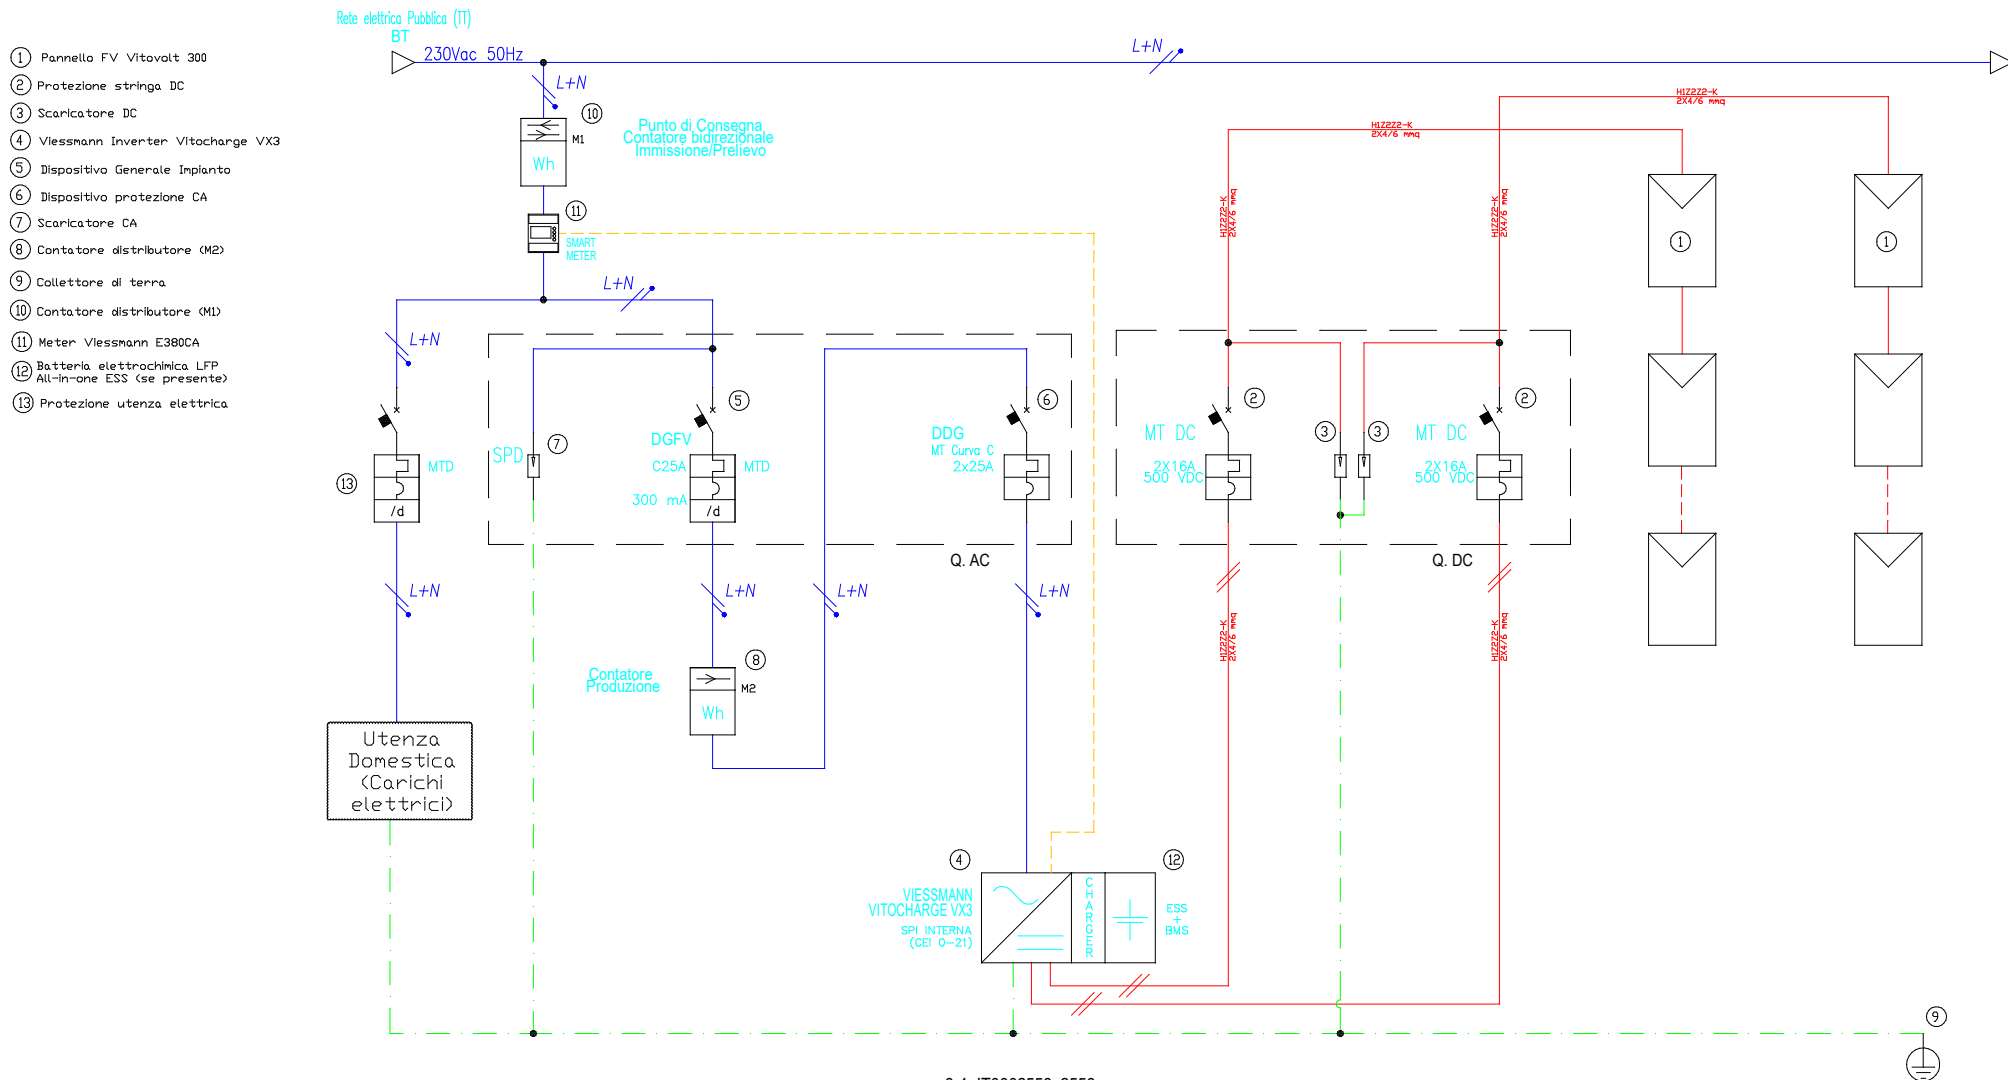 Rete elettrica Pubblica (TT)
BT
230Vac 50Hz
L+N
1 Pannello FV Vitovolt 300
2 Protezione stringa DC
3 Scaricatore DC
4 Viessmann Inverter Vitocharge VX3
5 Dispositivo Generale Impianto
6 Dispositivo protezione CA
7 Scaricatore CA
8 Contatore distributore (M2)
9 Collettore di terra
10 Contatore distributore (M1)
11 Meter Viessmann E380CA
12 Batteria elettrochimica LFP
All-in-one ESS (se presente)
13 Protezione utenza elettrica
L+N
10
M1
Wh
Punto di Consegna
Contatore bidirezionale
Immissione/Prelievo
11
SMART
METER
L+N
L+N
H1Z2Z2-K
2X4/6 mmq
H1Z2Z2-K
2X4/6 mmq
H1Z2Z2-K
2X4/6 mmq
H1Z2Z2-K
2X4/6 mmq
1
1
13
MTD
/d
SPD
7
5
DGFV
C25A
MTD
300 mA
/d
6
DDG
MT Curva C
2x25A
Q. AC
2
MT DC
2X16A
500 VDC
3
3
2
MT DC
2X16A
500 VDC
Q. DC
L+N
L+N
L+N
L+N
H1Z2Z2-K
2X4/6 mmq
H1Z2Z2-K
2X4/6 mmq
Contatore
Produzione
8
M2
Wh
Utenza
Domestica
(Carichi
elettrici)
4
12
VIESSMANN
VITOCHARGE VX3
SPI INTERNA
(CEI 0-21)
CHARGER
ESS
+
BMS
9